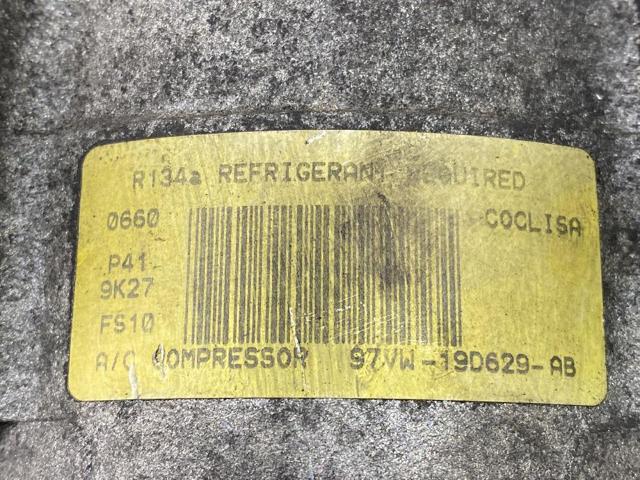 R134a REFRIGERANT REQUIRED
0660 COCLISA
P41
9K27
FS10
A/C COMPRESSOR 97VW-19D629-AB